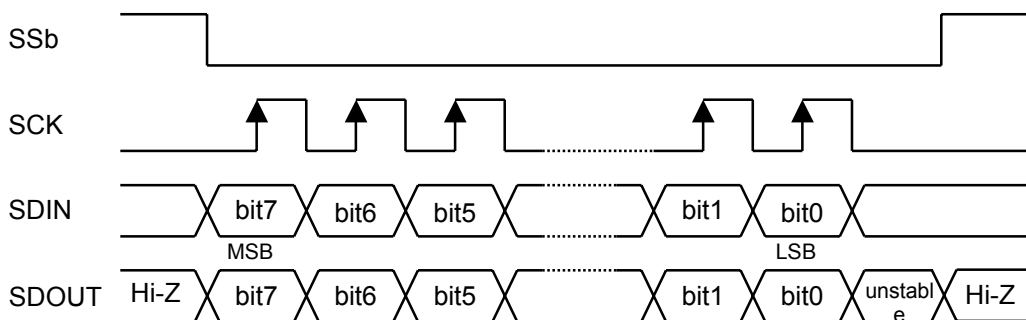 SSb
SCK
SDIN bit7 bit6 bit5 bit1 bit0
MSB LSB
SDOUT Hi-Z bit7 bit6 bit5 bit1 bit0 unstabl Hi-Z
e